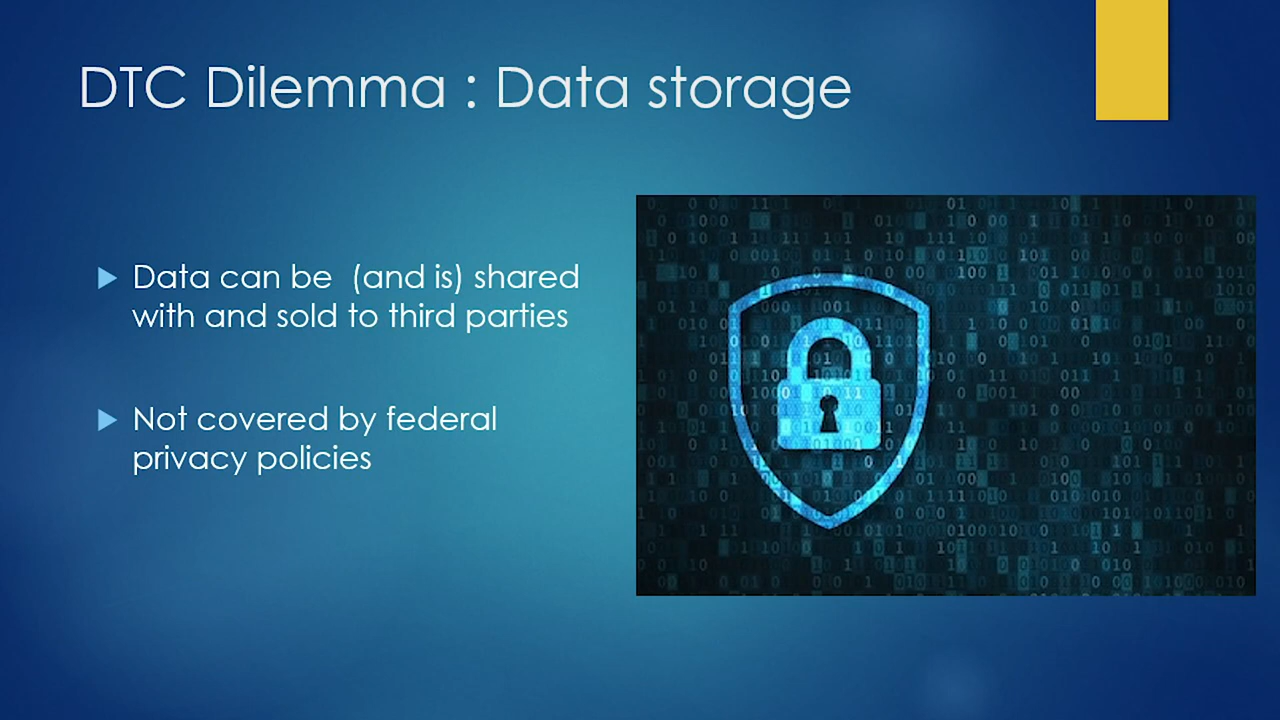 DTC Dilemma : Data storage
Data can be  (and is) shared
with and sold to third parties
Not covered by federal
privacy policies